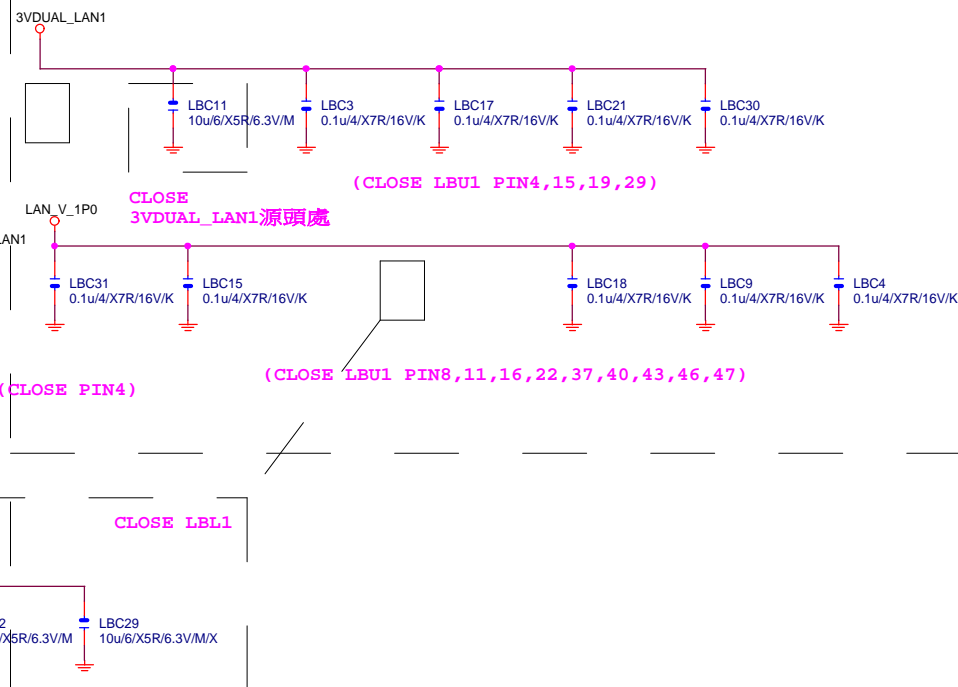 3VDUAL_LAN1
LBC11
10u/6/X5R/6.3V/M
LBC3
0.1u/4/X7R/16V/K
LBC17
0.1u/4/X7R/16V/K
LBC21
0.1u/4/X7R/16V/K
LBC30
0.1u/4/X7R/16V/K
(CLOSE LBU1 PIN4,15,19,29)
CLOSE
3VDUAL_LAN1源頭處
LAN_V_1P0
AN1
LBC31
0.1u/4/X7R/16V/K
LBC15
0.1u/4/X7R/16V/K
LBC18
0.1u/4/X7R/16V/K
LBC9
0.1u/4/X7R/16V/K
LBC4
0.1u/4/X7R/16V/K
(CLOSE LBU1 PIN8,11,16,22,37,40,43,46,47)
(CLOSE PIN4)
CLOSE LBL1
2
/X5R/6.3V/M
LBC29
10u/6/X5R/6.3V/M/X